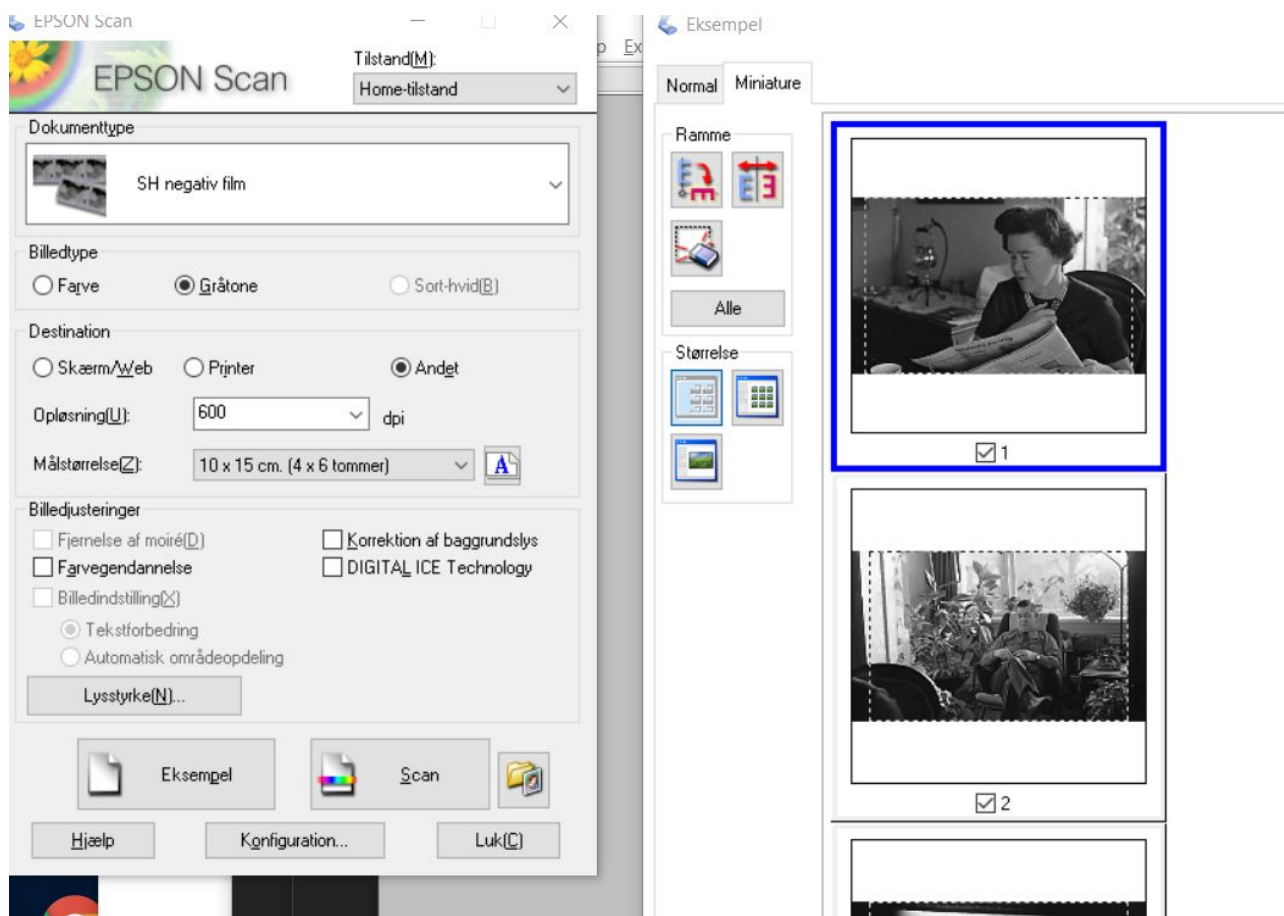 EPSON Scan
EPSON Scan
Tilstand(M):
Home-tilstand
Dokumenttype
SH negativ film
Billedtype
Farve
Gråtone
Sort-hvid(B)
Destination
Skærm/Web
Printer
Andet
Opløsning(U):
600
dpi
Målstørrelse(Z):
10 x 15 cm. (4 x 6 tommer)
A
Billedjusteringer
Fjernelse af moiré(D)
Korrektion af baggrundslys
Farvegendannelse
DIGITAL ICE Technology
Billedindstilling(X)
Tekstforbedring
Automatisk områdeopdeling
Lysstyrke(N)...
Eksempel
Scan
Hjælp
Konfiguration...
Luk(C)
p Ex
Eksempel
Normal
Miniature
Ramme
Alle
Størrelse
1
2